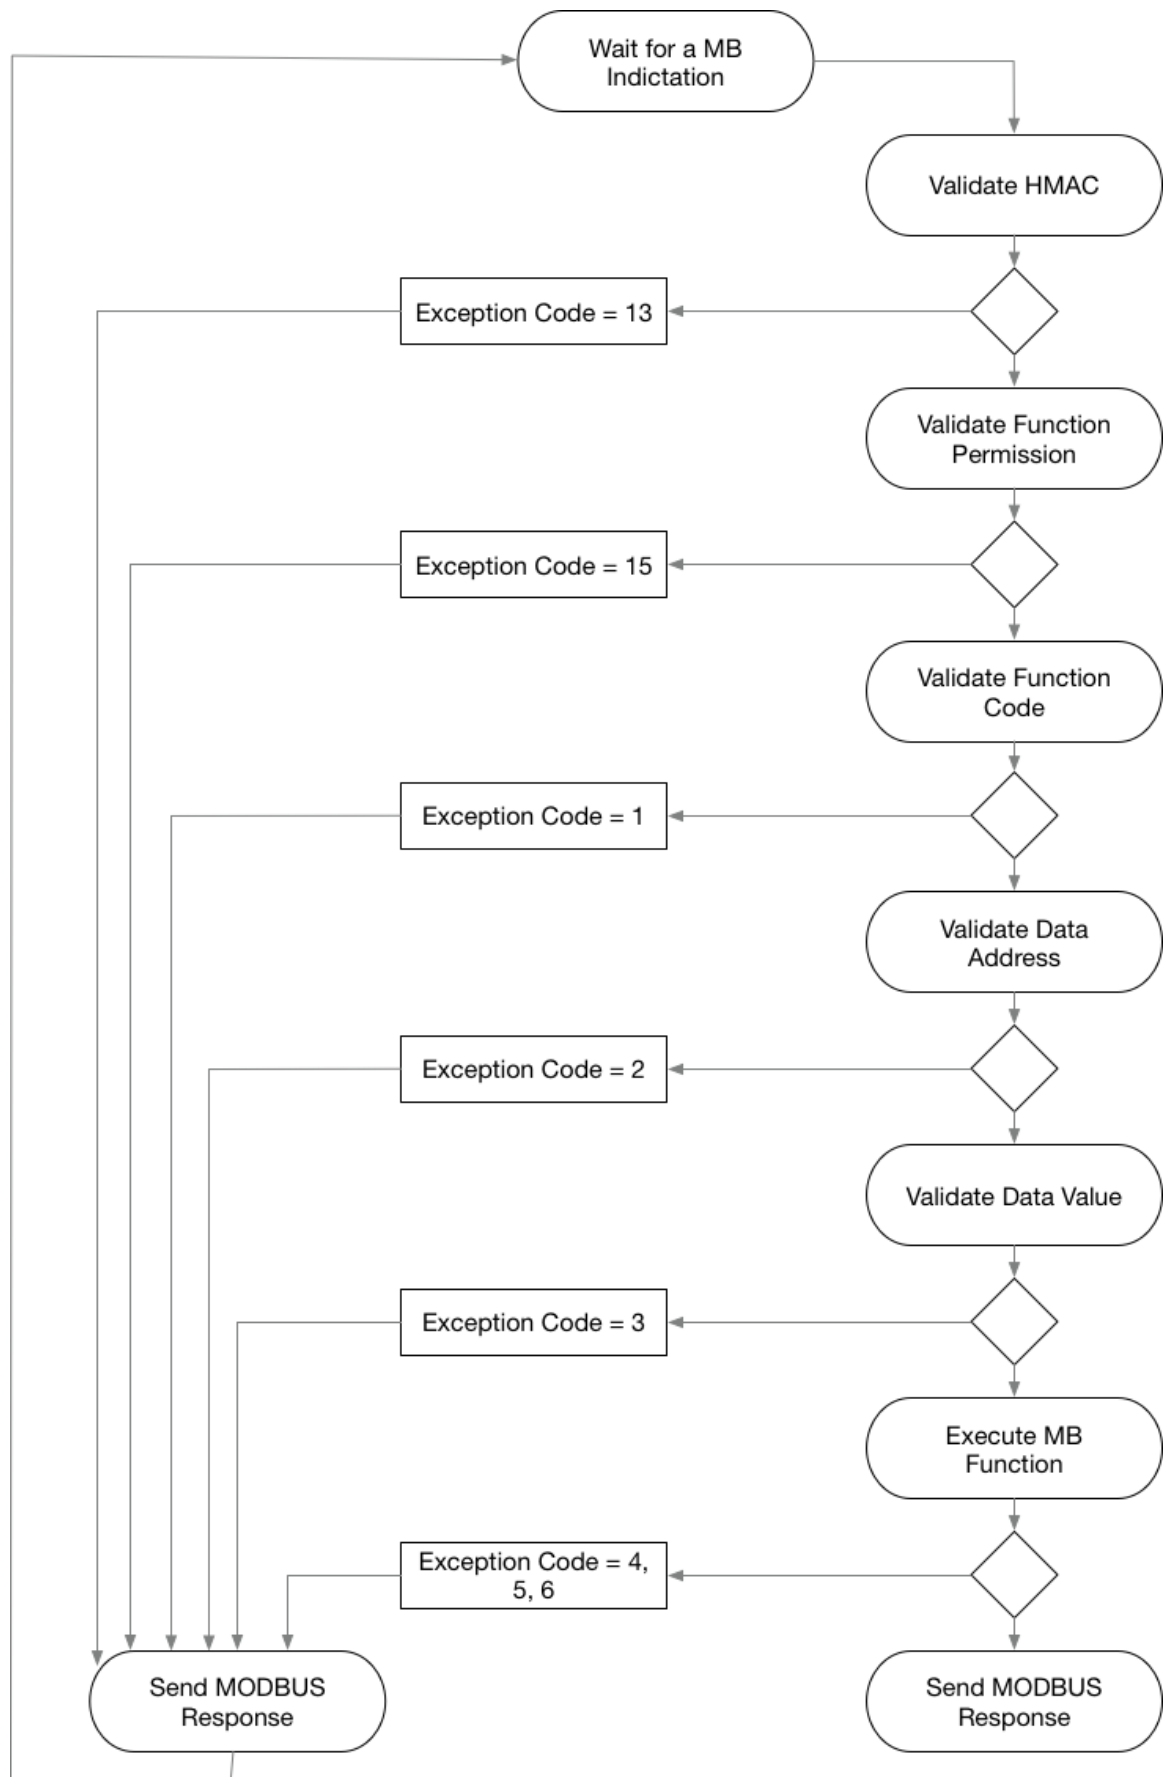 Wait for a MB
Indictation
Validate HMAC
Exception Code = 13
Validate Function
Permission
Exception Code = 15
Validate Function
Code
Exception Code = 1
Validate Data
Address
Exception Code = 2
Validate Data Value
Exception Code = 3
Execute MB
Function
Exception Code = 4,
5, 6
Send MODBUS
Response
Send MODBUS
Response